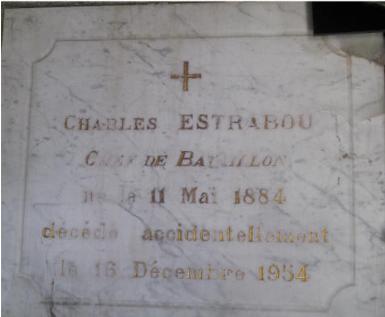 CHARLES ESTRABOU
CHEF DE BATAILLON
né le 11 Mai 1884
décédé accidentellement
le 16 Décembre 1954